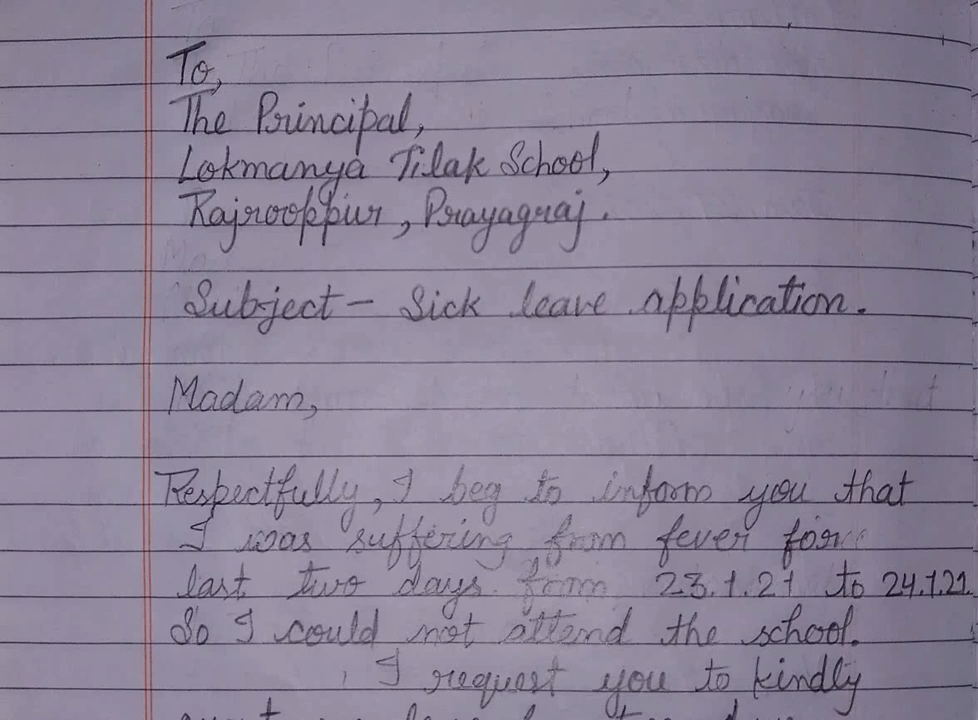 To,
The Principal,
Lokmanya Tilak School,
Rajrooppur, Prayagraj.
Subject - Sick leave application.
Madam,
Respectfully, I beg to inform you that
I was suffering from fever for
last two days from 23.1.21 to 24.1.21
So I could not attend the school.
I request you to kindly